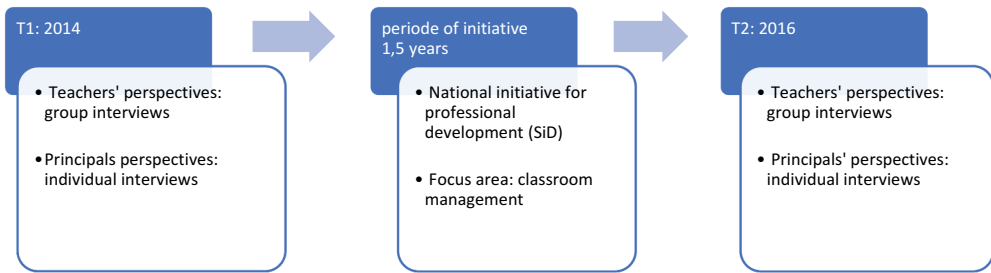 T1: 2014
• Teachers' perspectives:
group interviews
• Principals perspectives:
individual interviews
periode of initiative
1,5 years
• National initiative for
professional
development (SiD)
• Focus area: classroom
management
T2: 2016
• Teachers' perspectives:
group interviews
• Principals' perspectives:
individual interviews